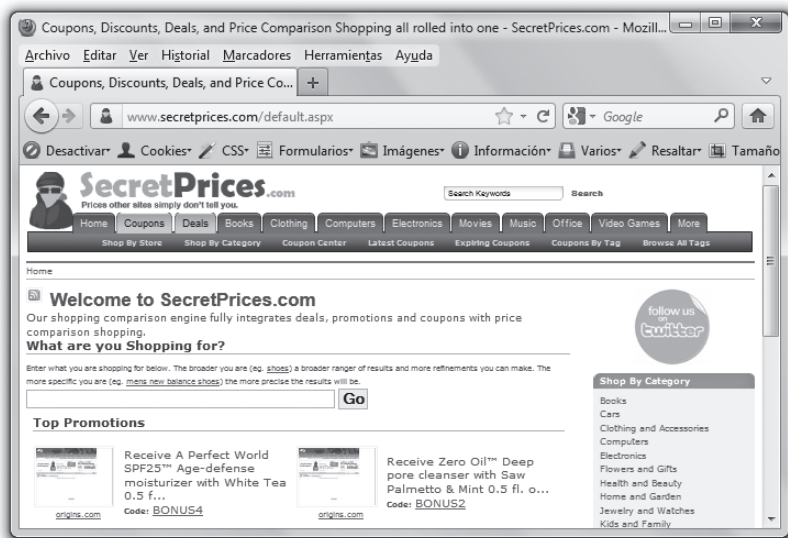 Coupons, Discounts, Deals, and Price Comparison Shopping all rolled into one - SecretPrices.com - Mozill...
Archivo Editar Ver Historial Marcadores Herramientas Ayuda
Coupons, Discounts, Deals, and Price Co... +
www.secretprices.com/default.aspx
Google
Desactivar Cookies CSS Formularios Imágenes Información Varios Resaltar Tamaño
SecretPrices.com
Prices other sites simply don't tell you.
Search Keywords
Search
Home Coupons Deals Books Clothing Computers Electronics Movies Music Office Video Games More
Shop By Store Shop By Category Coupon Center Latest Coupons Expiring Coupons Coupons By Tag Browse All Tags
Home
Welcome to SecretPrices.com
Our shopping comparison engine fully integrates deals, promotions and coupons with price
comparison shopping.
What are you Shopping for?
Enter what you are shopping for below. The broader you are (eg. shoes) a broader ranger of results and more refinements you can make. The
more specific you are (eg. mens new balance shoes) the more precise the results will be.
Go
Top Promotions
Receive A Perfect World
SPF25™ Age-defense
moisturizer with White Tea
0.5 f...
Code: BONUS4
origins.com
Receive Zero Oil™ Deep
pore cleanser with Saw
Palmetto & Mint 0.5 fl. o...
Code: BONUS2
origins.com
follow us
on
twitter
Shop By Category
Books
Cars
Clothing and Accessories
Computers
Electronics
Flowers and Gifts
Health and Beauty
Home and Garden
Jewelry and Watches
Kids and Family